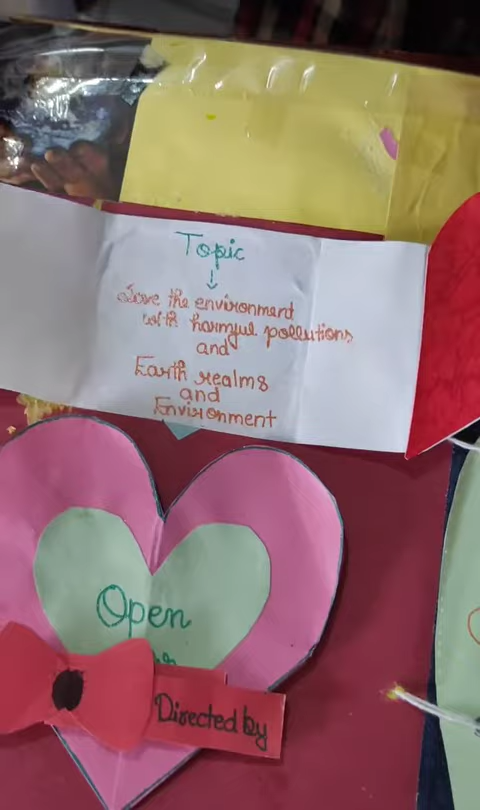 Topic
Save the environment
with harmful pollutions
and
Earth realms
and
Environment
Open
Directed by